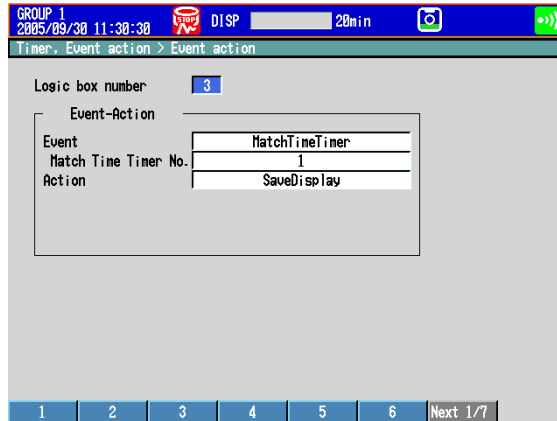 GROUP 1
2005/09/30 11:30:30
STOP
DISP
20min
Timer, Event action > Event action
Logic box number 3
Event-Action
Event MatchTimeTimer
Match Time Timer No. 1
Action SaveDisplay
1 2 3 4 5 6 Next 1/7